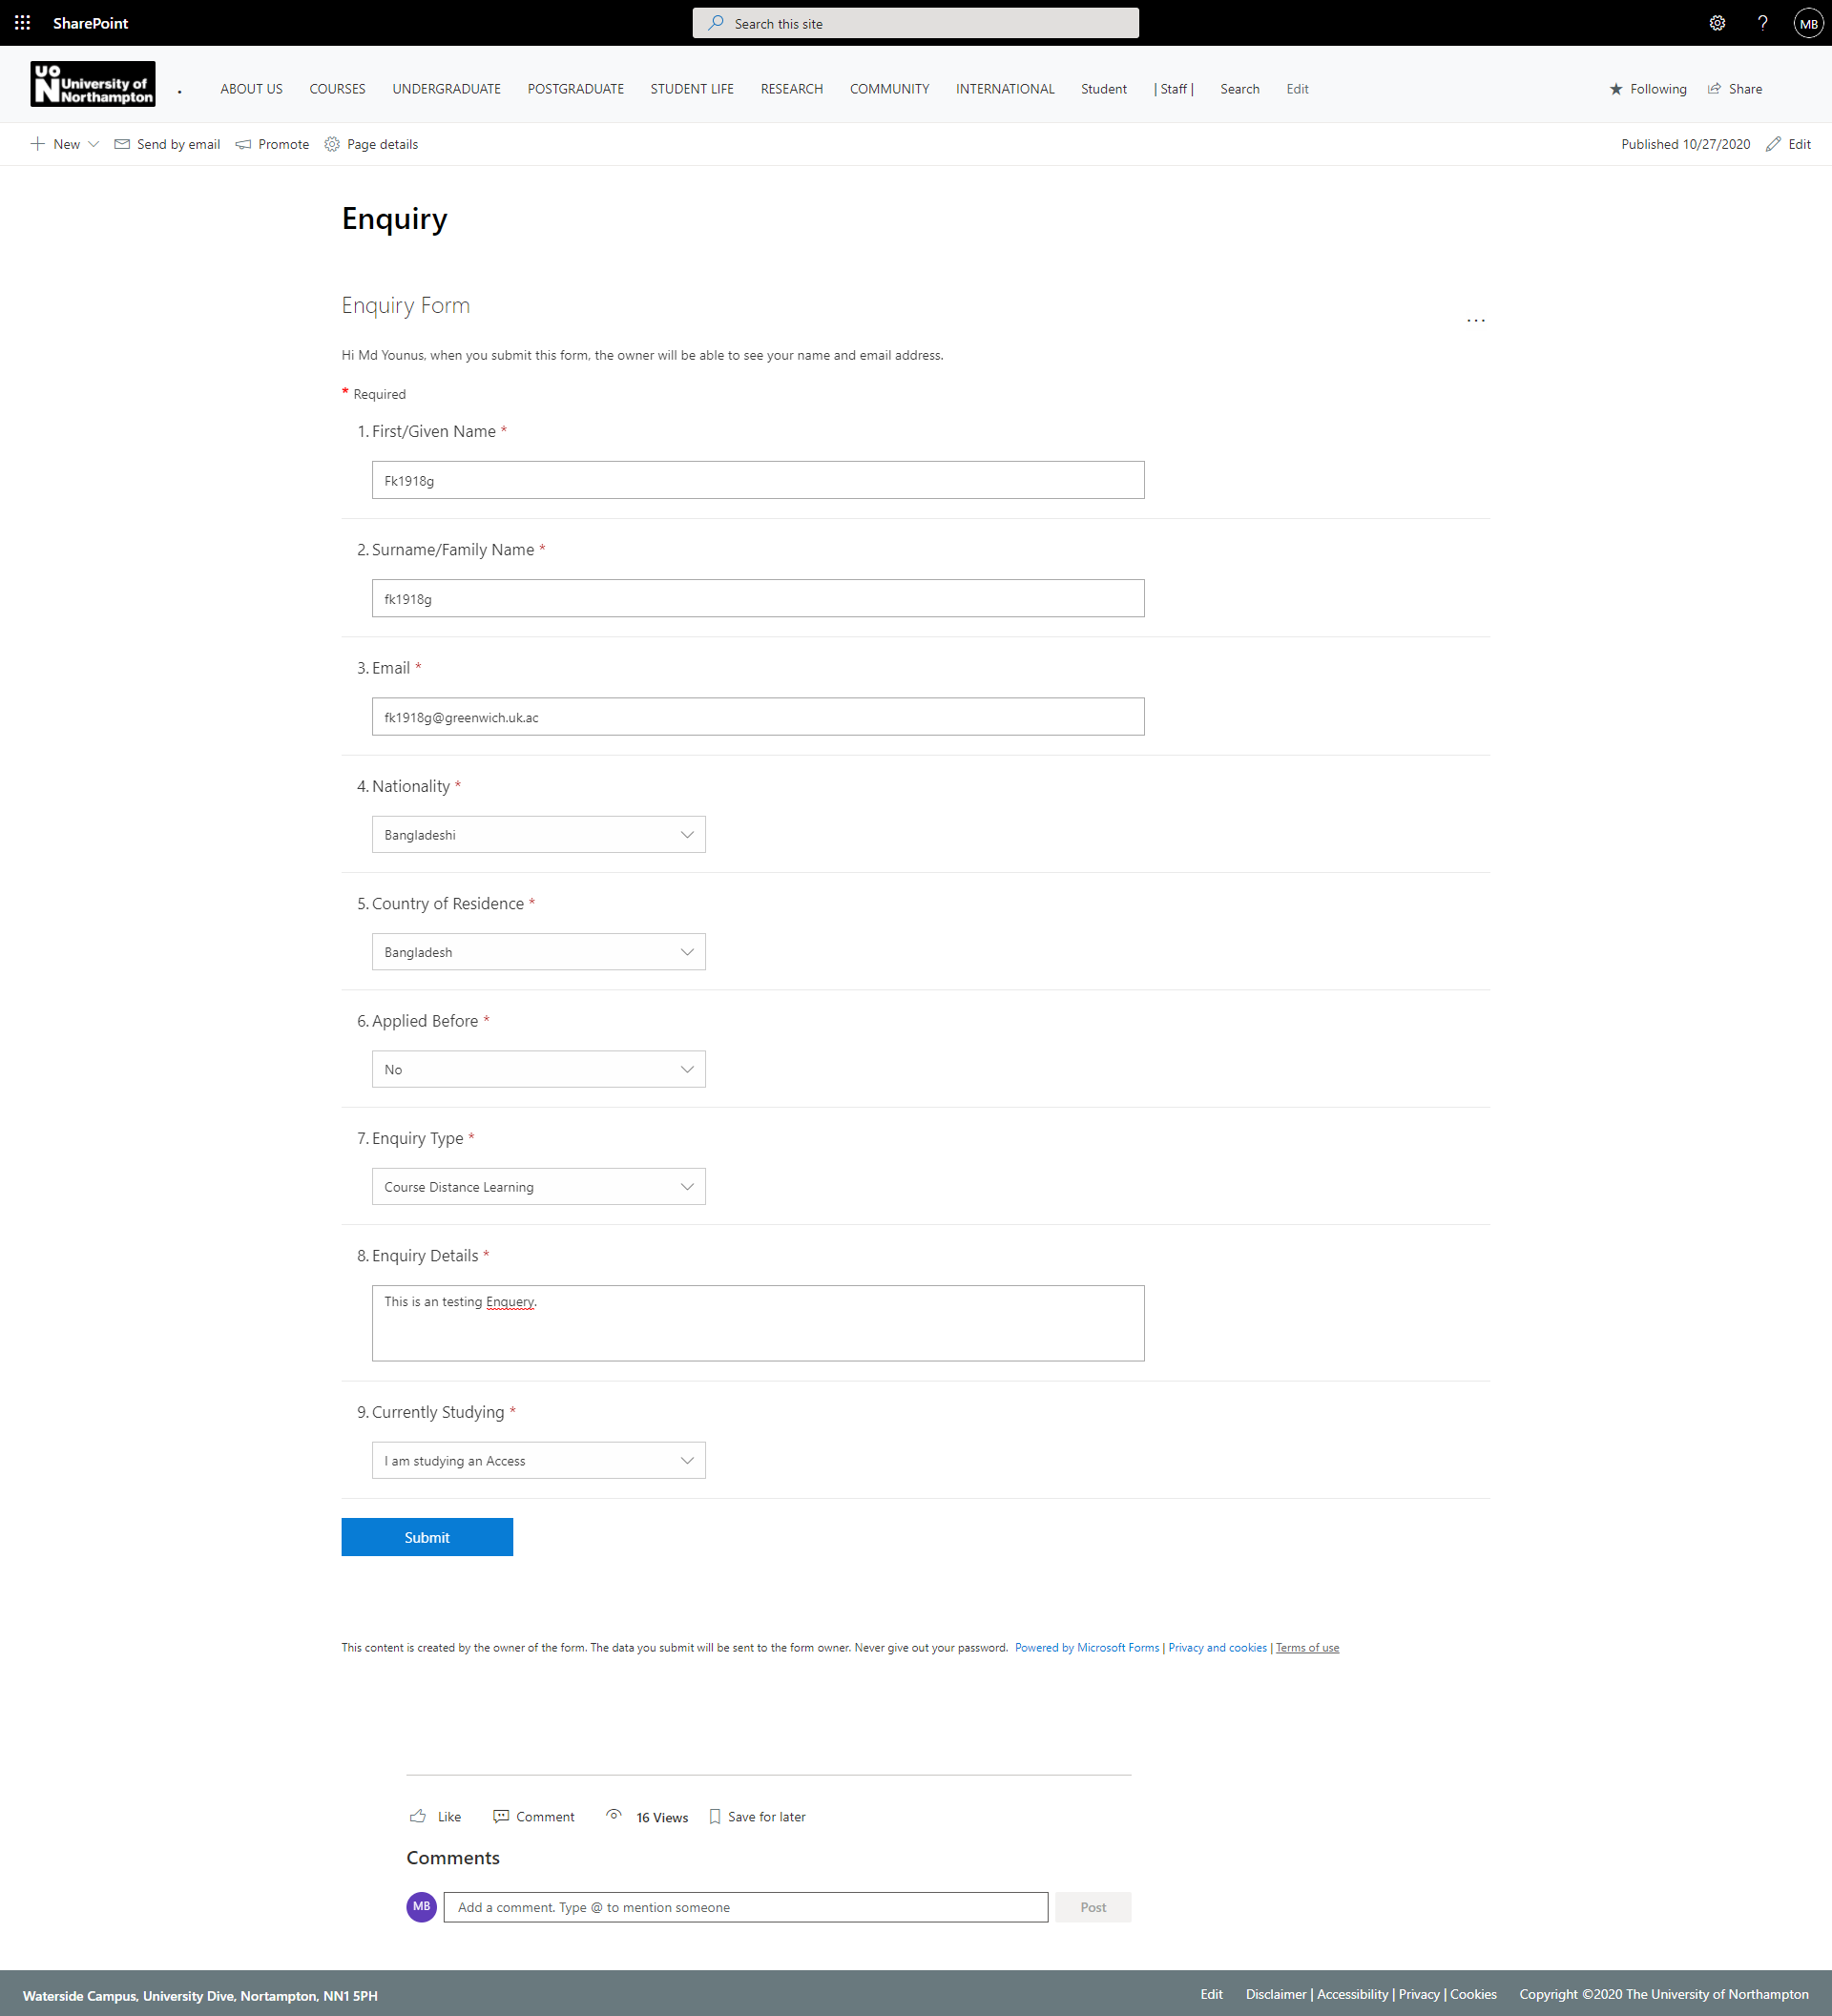 SharePoint
Search this site
?
MB
UON University of Northampton
.
ABOUT US COURSES UNDERGRADUATE POSTGRADUATE STUDENT LIFE RESEARCH COMMUNITY INTERNATIONAL Student | Staff | Search Edit
Following Share
New Send by email Promote Page details
Published 10/27/2020 Edit
Enquiry
Enquiry Form
...
Hi Md Younus, when you submit this form, the owner will be able to see your name and email address.
* Required
1. First/Given Name *
Fk1918g
2. Surname/Family Name *
fk1918g
3. Email *
fk1918g@greenwich.uk.ac
4. Nationality *
Bangladeshi
5. Country of Residence *
Bangladesh
6. Applied Before *
No
7. Enquiry Type *
Course Distance Learning
8. Enquiry Details *
This is an testing Enquery.
9. Currently Studying *
I am studying an Access
Submit
This content is created by the owner of the form. The data you submit will be sent to the form owner. Never give out your password. Powered by Microsoft Forms | Privacy and cookies | Terms of use
Like Comment 16 Views Save for later
Comments
MB Add a comment. Type @ to mention someone Post
Waterside Campus, University Dive, Nortampton, NN1 5PH
Edit Disclaimer | Accessibility | Privacy | Cookies Copyright ©2020 The University of Northampton